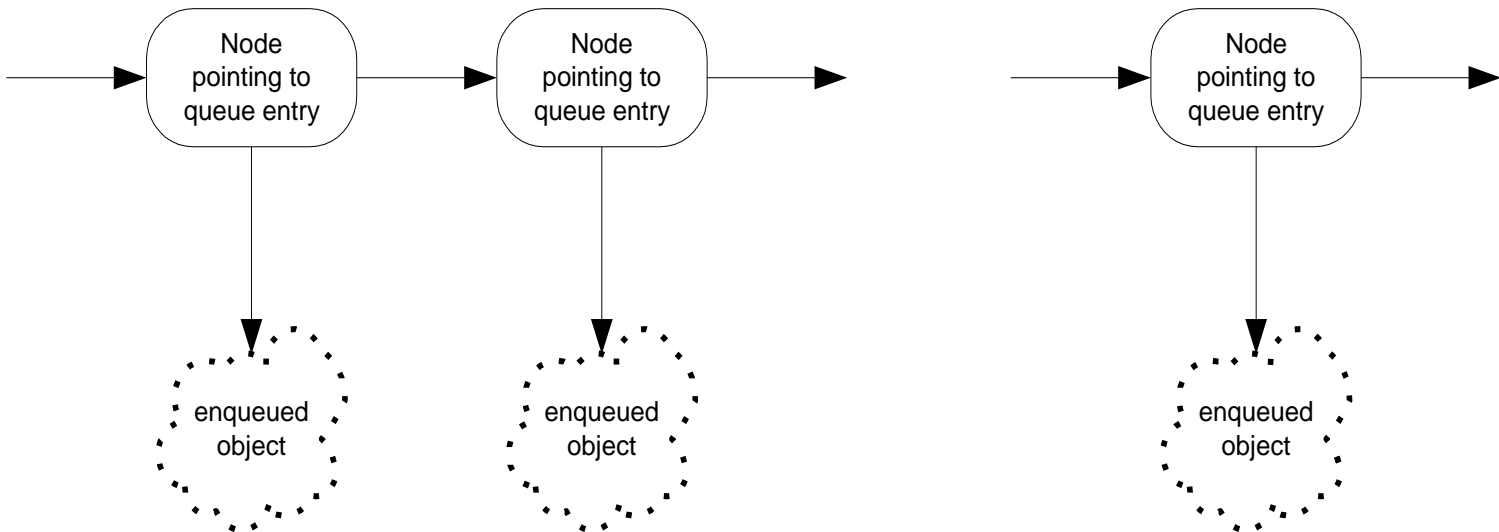 Node
pointing to
queue entry
Node
pointing to
queue entry
Node
pointing to
queue entry
enqueued
object
enqueued
object
enqueued
object